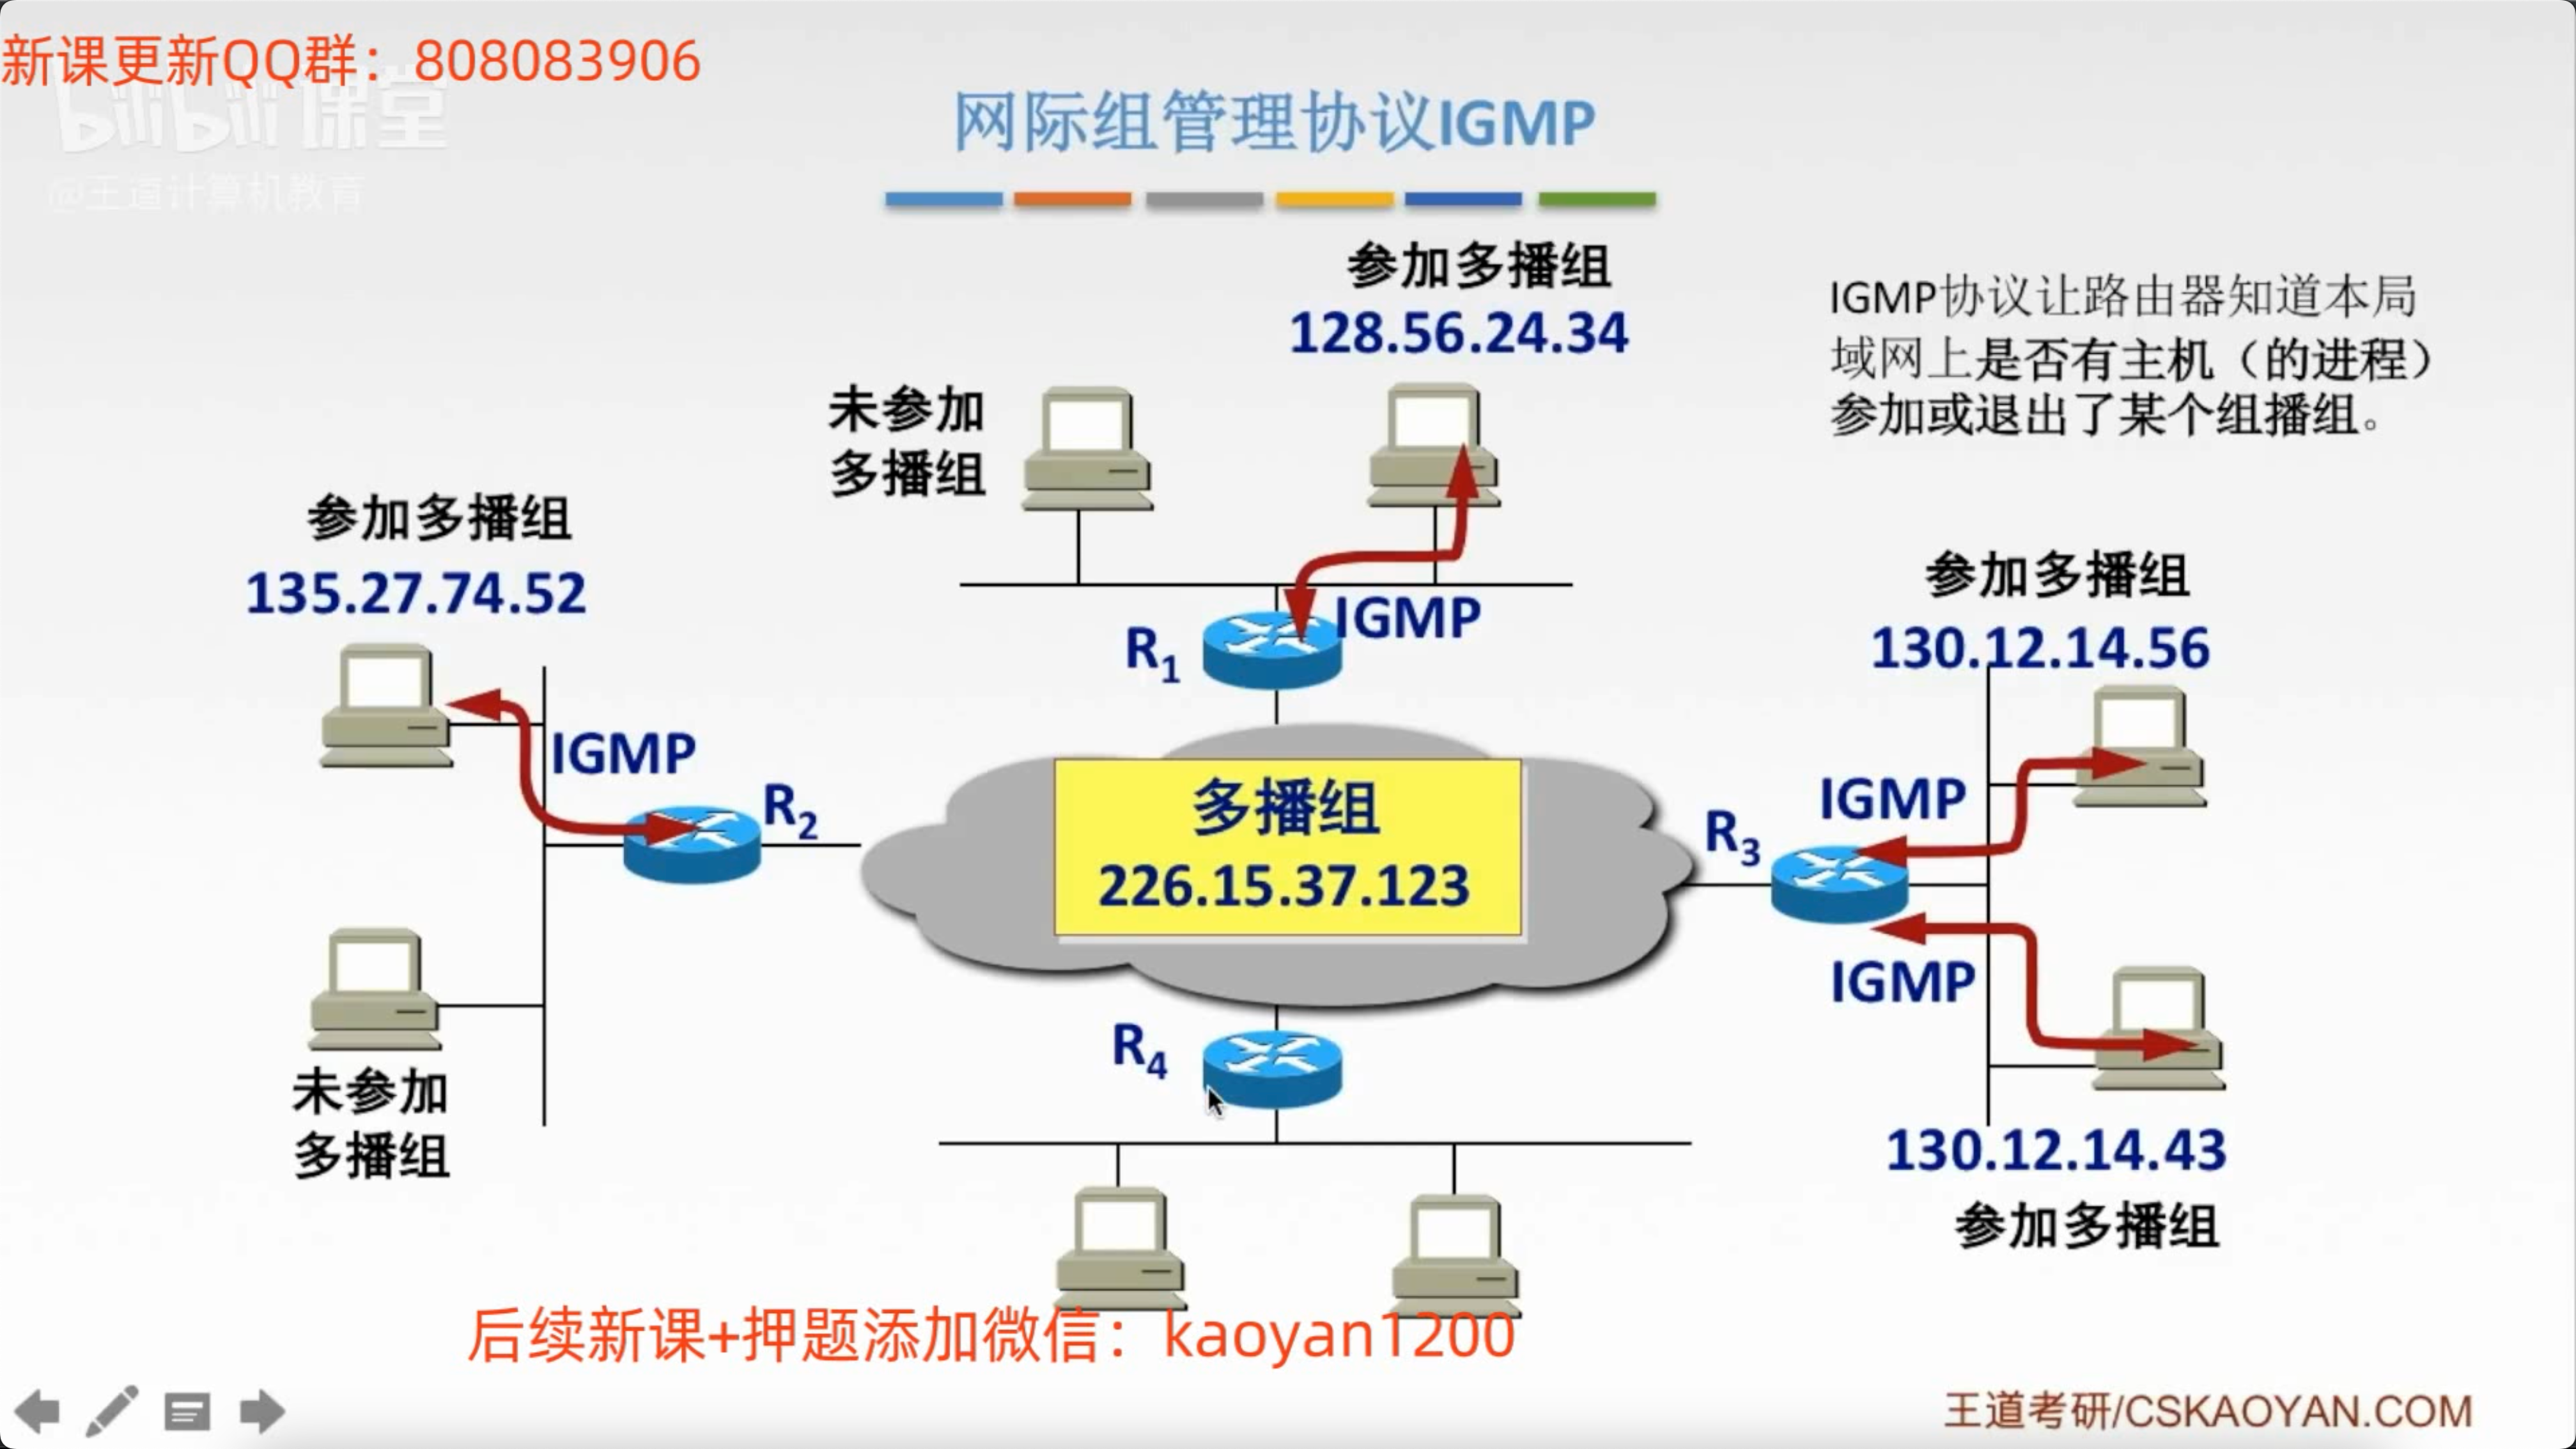 新课更新QQ群：808083906
bilibili课堂
@王道计算机教育
网际组管理协议IGMP
参加多播组
128.56.24.34
IGMP协议让路由器知道本局
域网上是否有主机（的进程）
参加或退出了某个组播组。
未参加
多播组
参加多播组
135.27.74.52
IGMP
R1
参加多播组
130.12.14.56
IGMP
R2
多播组
226.15.37.123
IGMP
R3
IGMP
R4
未参加
多播组
130.12.14.43
参加多播组
后续新课+押题添加微信：kaoyan1200
王道考研/CSKAOYAN.COM